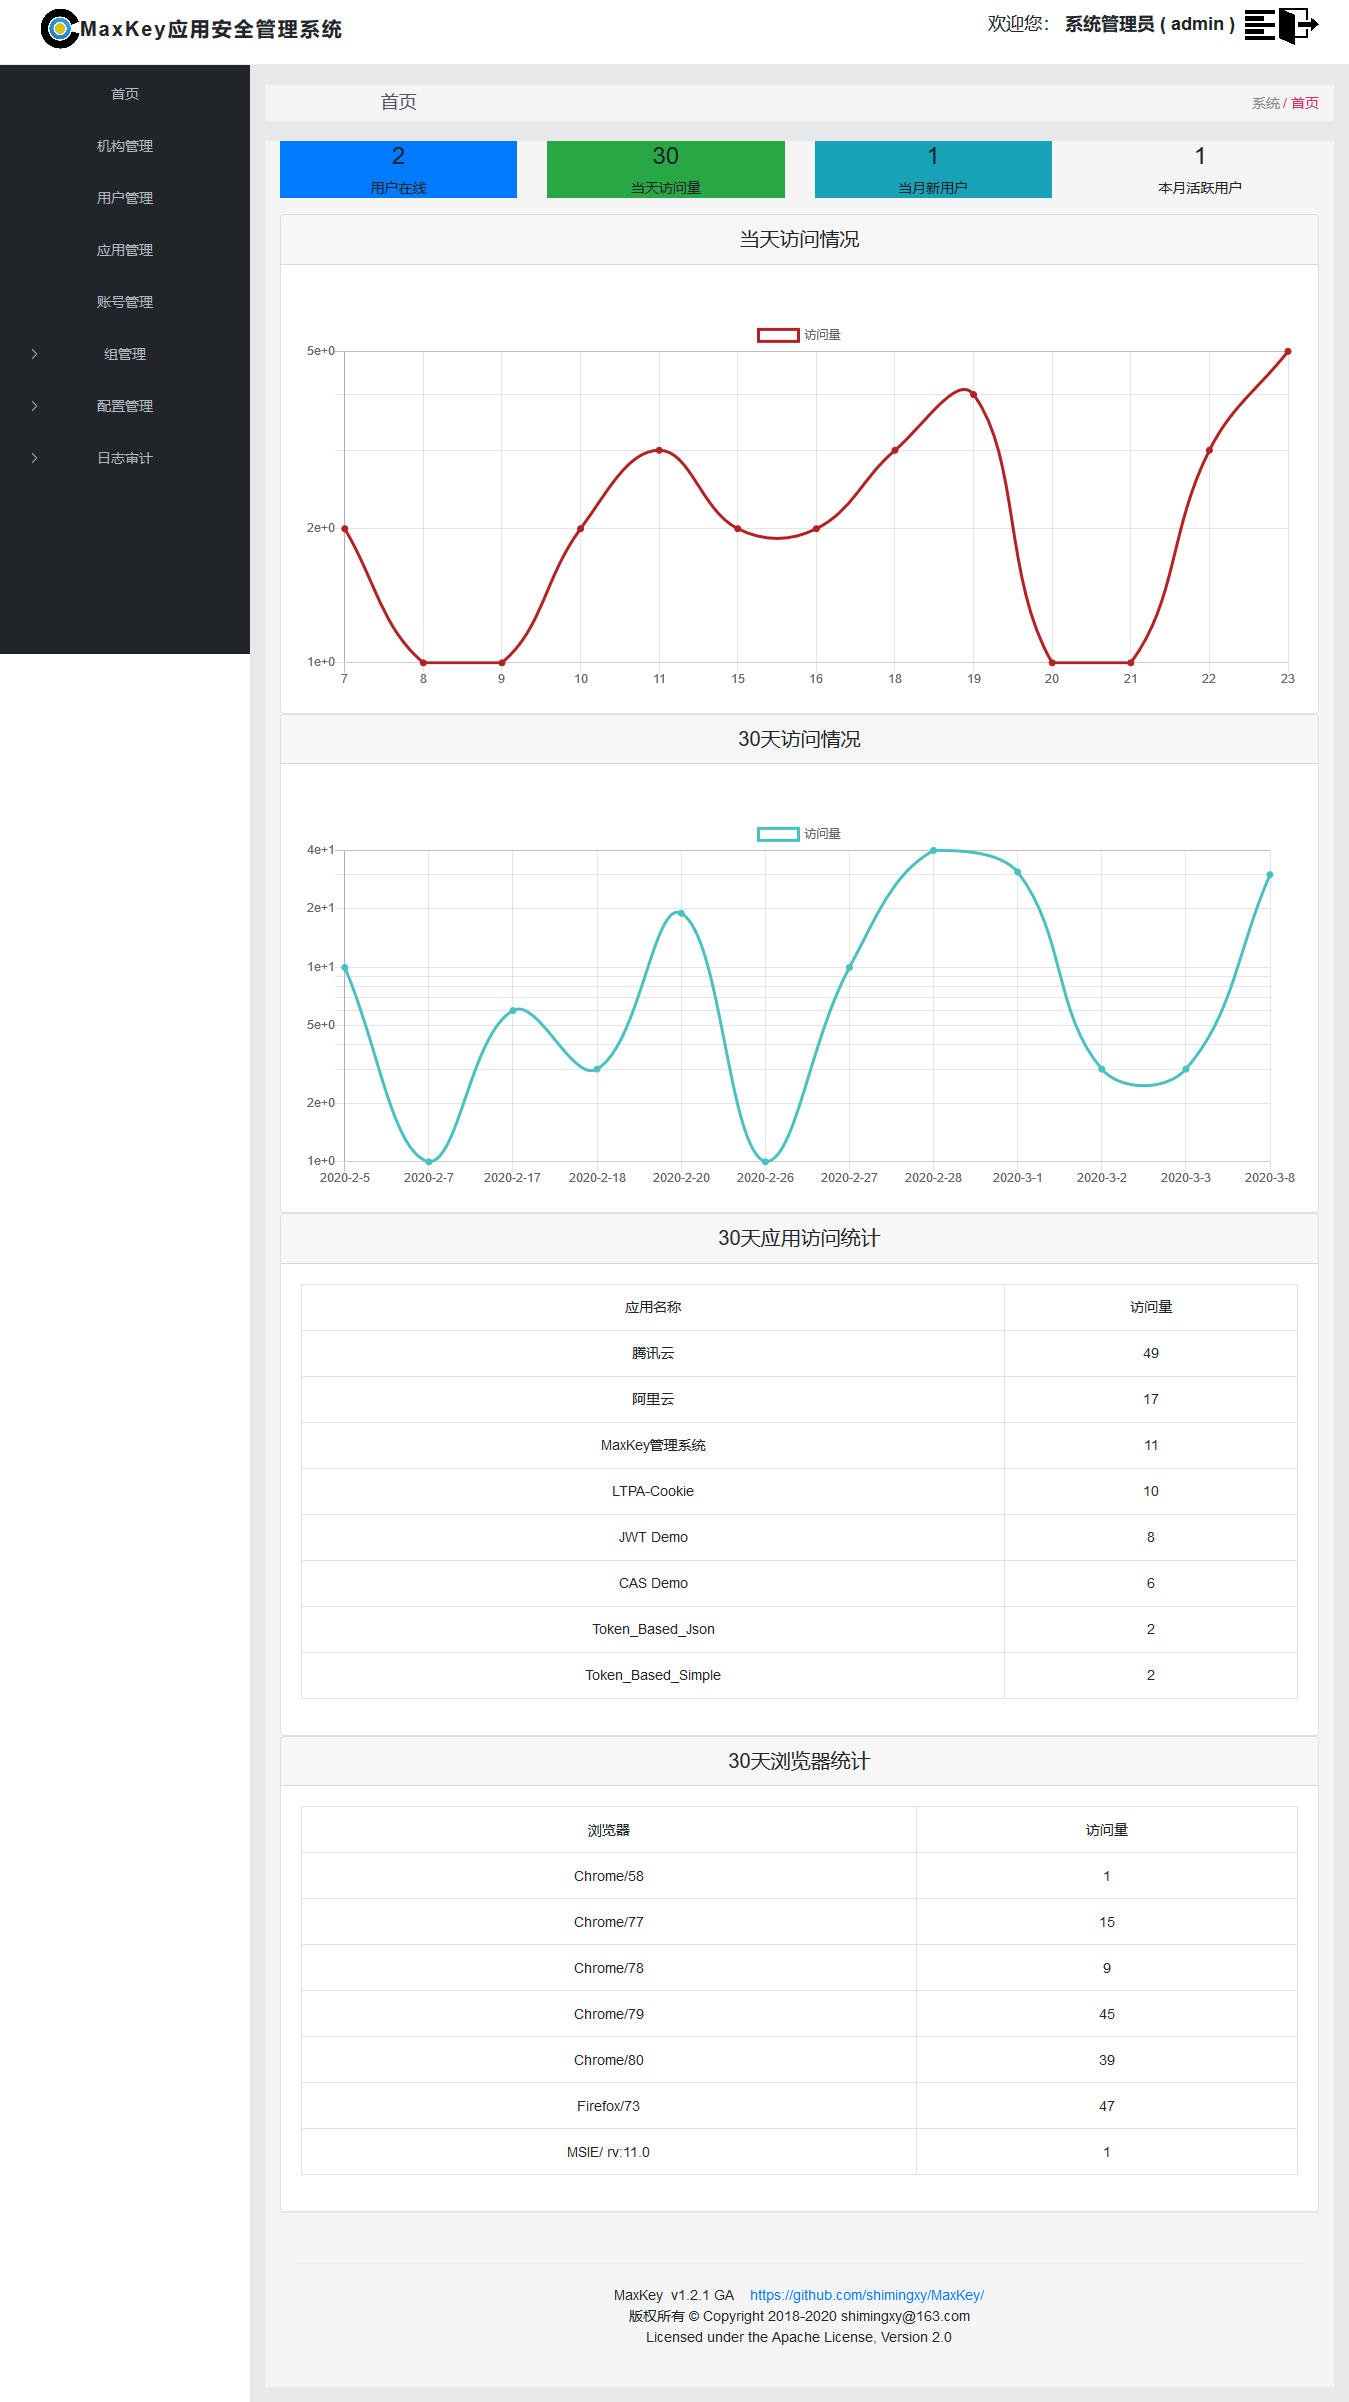 MaxKey应用安全管理系统
欢迎您： 系统管理员 ( admin )
首页
机构管理
用户管理
应用管理
账号管理
组管理
配置管理
日志审计
首页
系统 / 首页
2
用户在线
30
当天访问量
1
当月新用户
1
本月活跃用户
当天访问情况
访问量
5e+0
2e+0
1e+0
7 8 9 10 11 15 16 18 19 20 21 22 23
30天访问情况
访问量
4e+1
2e+1
1e+1
5e+0
2e+0
1e+0
2020-2-5 2020-2-7 2020-2-17 2020-2-18 2020-2-20 2020-2-26 2020-2-27 2020-2-28 2020-3-1 2020-3-2 2020-3-3 2020-3-8
30天应用访问统计
应用名称 访问量
腾讯云 49
阿里云 17
MaxKey管理系统 11
LTPA-Cookie 10
JWT Demo 8
CAS Demo 6
Token_Based_Json 2
Token_Based_Simple 2
30天浏览器统计
浏览器 访问量
Chrome/58 1
Chrome/77 15
Chrome/78 9
Chrome/79 45
Chrome/80 39
Firefox/73 47
MSIE/ rv:11.0 1
MaxKey v1.2.1 GA https://github.com/shimingxy/MaxKey/
版权所有 © Copyright 2018-2020 shimingxy@163.com
Licensed under the Apache License, Version 2.0